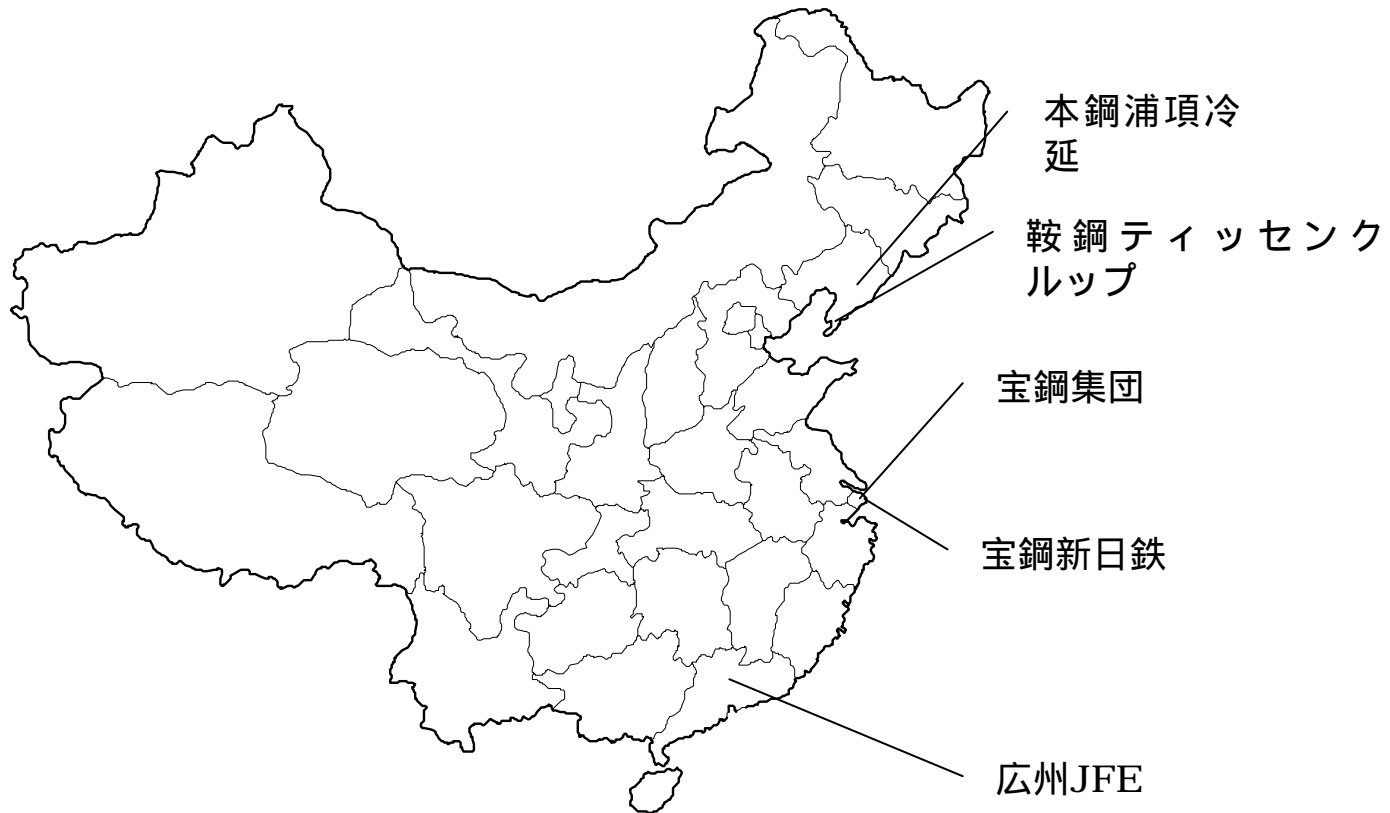 本鋼浦項冷
延
鞍鋼ティッセンク
ルップ
宝鋼集団
宝鋼新日鉄
広州JFE